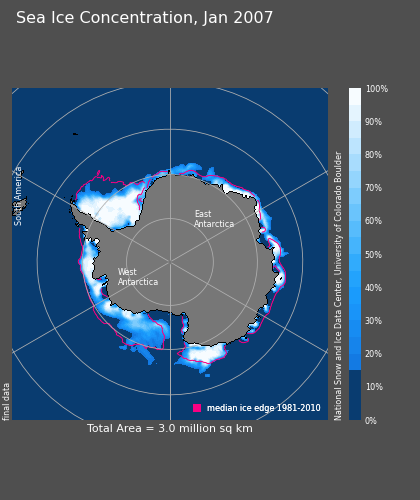 Sea Ice Concentration, Jan 2007
South America
East
Antarctica
West
Antarctica
final data
median ice edge 1981-2010
Total Area = 3.0 million sq km
National Snow and Ice Data Center, University of Colorado Boulder
100%
90%
80%
70%
60%
50%
40%
30%
20%
10%
0%